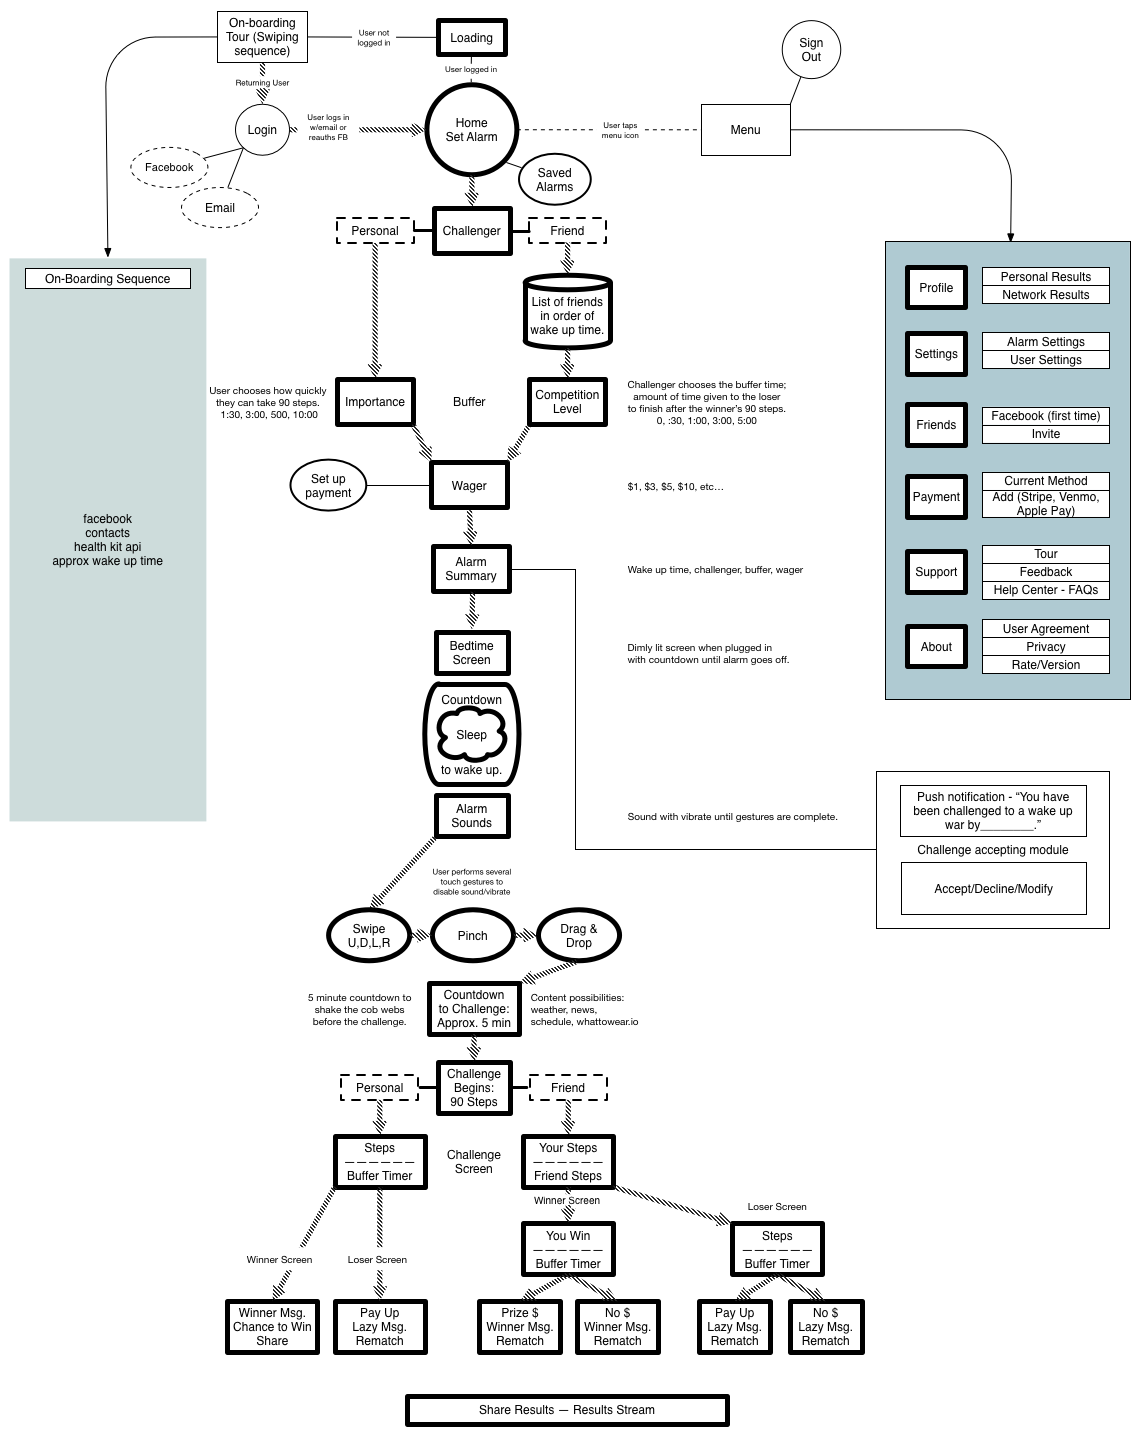 On-boarding
Tour (Swiping
sequence)
User not
logged in
Loading
Sign
Out
User logged in
Returning User
Login
User logs in
w/email or
reauths FB
Home
Set Alarm
User taps
menu icon
Menu
Facebook
Email
Saved
Alarms
Personal
Challenger
Friend
On-Boarding Sequence
facebook
contacts
health kit api
approx wake up time
List of friends
in order of
wake up time.
User chooses how quickly
they can take 90 steps.
1:30, 3:00, 500, 10:00
Importance
Buffer
Competition
Level
Challenger chooses the buffer time;
amount of time given to the loser
to finish after the winner's 90 steps.
0, :30, 1:00, 3:00, 5:00
Set up
payment
Wager
$1, $3, $5, $10, etc...
Alarm
Summary
Wake up time, challenger, buffer, wager
Bedtime
Screen
Dimly lit screen when plugged in
with countdown until alarm goes off.
Countdown
Sleep
to wake up.
Alarm
Sounds
Sound with vibrate until gestures are complete.
Profile
Personal Results
Network Results
Settings
Alarm Settings
User Settings
Friends
Facebook (first time)
Invite
Payment
Current Method
Add (Stripe, Venmo,
Apple Pay)
Support
Tour
Feedback
Help Center - FAQs
About
User Agreement
Privacy
Rate/Version
Push notification - “You have
been challenged to a wake up
war by________.”
Challenge accepting module
Accept/Decline/Modify
User performs several
touch gestures to
disable sound/vibrate
Swipe
U,D,L,R
Pinch
Drag &
Drop
5 minute countdown to
shake the cob webs
before the challenge.
Countdown
to Challenge:
Approx. 5 min
Content possibilities:
weather, news,
schedule, whattowear.io
Personal
Challenge
Begins:
90 Steps
Friend
Steps
— — — — — —
Buffer Timer
Challenge
Screen
Your Steps
— — — — — —
Friend Steps
Winner Screen
Loser Screen
You Win
— — — — — —
Buffer Timer
Steps
— — — — — —
Buffer Timer
Winner Screen
Loser Screen
Winner Msg.
Chance to Win
Share
Pay Up
Lazy Msg.
Rematch
Prize $
Winner Msg.
Rematch
No $
Winner Msg.
Rematch
Pay Up
Lazy Msg.
Rematch
No $
Lazy Msg.
Rematch
Share Results — Results Stream